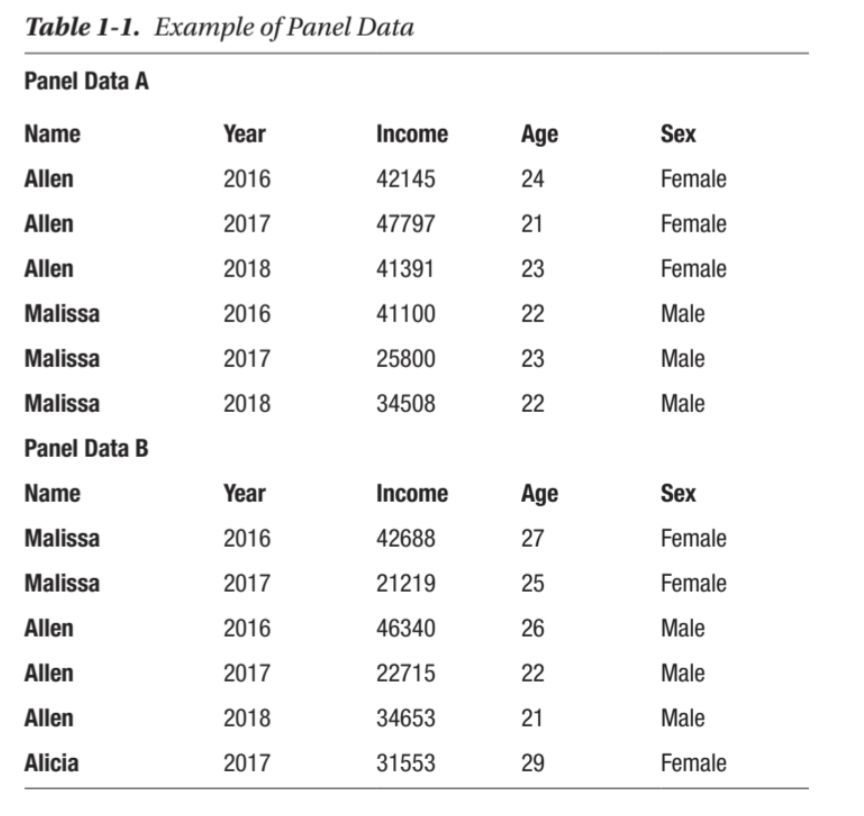 Table 1-1. Example of Panel Data
Panel Data A
Name Year Income Age Sex
Allen 2016 42145 24 Female
Allen 2017 47797 21 Female
Allen 2018 41391 23 Female
Malissa 2016 41100 22 Male
Malissa 2017 25800 23 Male
Malissa 2018 34508 22 Male
Panel Data B
Name Year Income Age Sex
Malissa 2016 42688 27 Female
Malissa 2017 21219 25 Female
Allen 2016 46340 26 Male
Allen 2017 22715 22 Male
Allen 2018 34653 21 Male
Alicia 2017 31553 29 Female